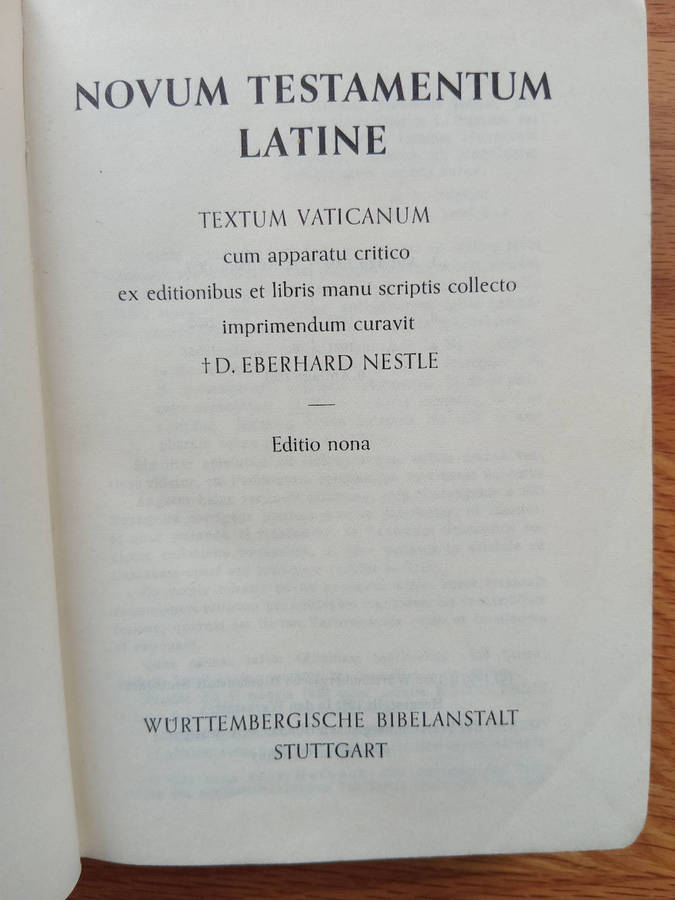 NOVUM TESTAMENTUM
LATINE
TEXTUM VATICANUM
cum apparatu critico
ex editionibus et libris manu scriptis collecto
imprimendum curavit
† D. EBERHARD NESTLE
Editio nona
WÜRTTEMBERGISCHE BIBELANSTALT
STUTTGART